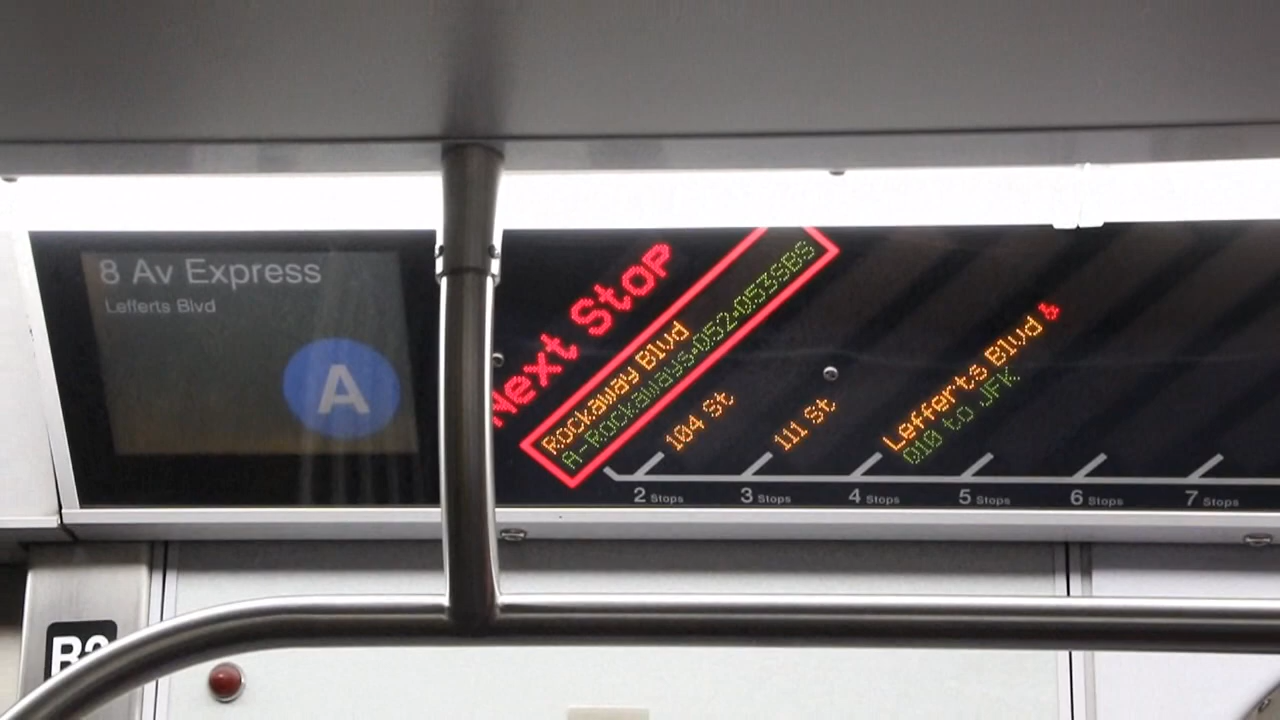 8 Av Express
Lefferts Blvd
A
Next Stop
Rockaway Blvd
A-Rockaways•Q52•Q53SBS
104 St
111 St
Lefferts Blvd
Q10 to JFK
2 Stops
3 Stops
4 Stops
5 Stops
6 Stops
7 Stops